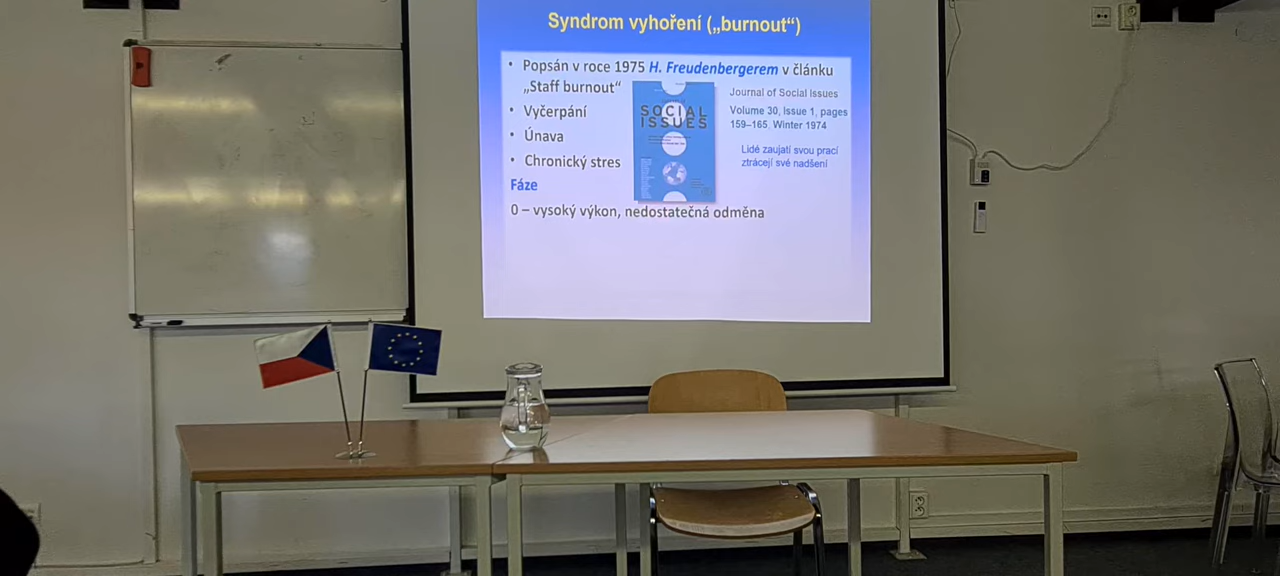 Syndrom vyhoření („burnout“)
• Popsán v roce 1975 H. Freudenbergerem v článku
„Staff burnout“
• Vyčerpání
• Únava
• Chronický stres
SOCIAL
ISSUES
Journal of Social Issues
Volume 30, Issue 1, pages
159–165, Winter 1974
Lidé zaujatí svou prací
ztrácejí své nadšení
Fáze
0 – vysoký výkon, nedostatečná odměna